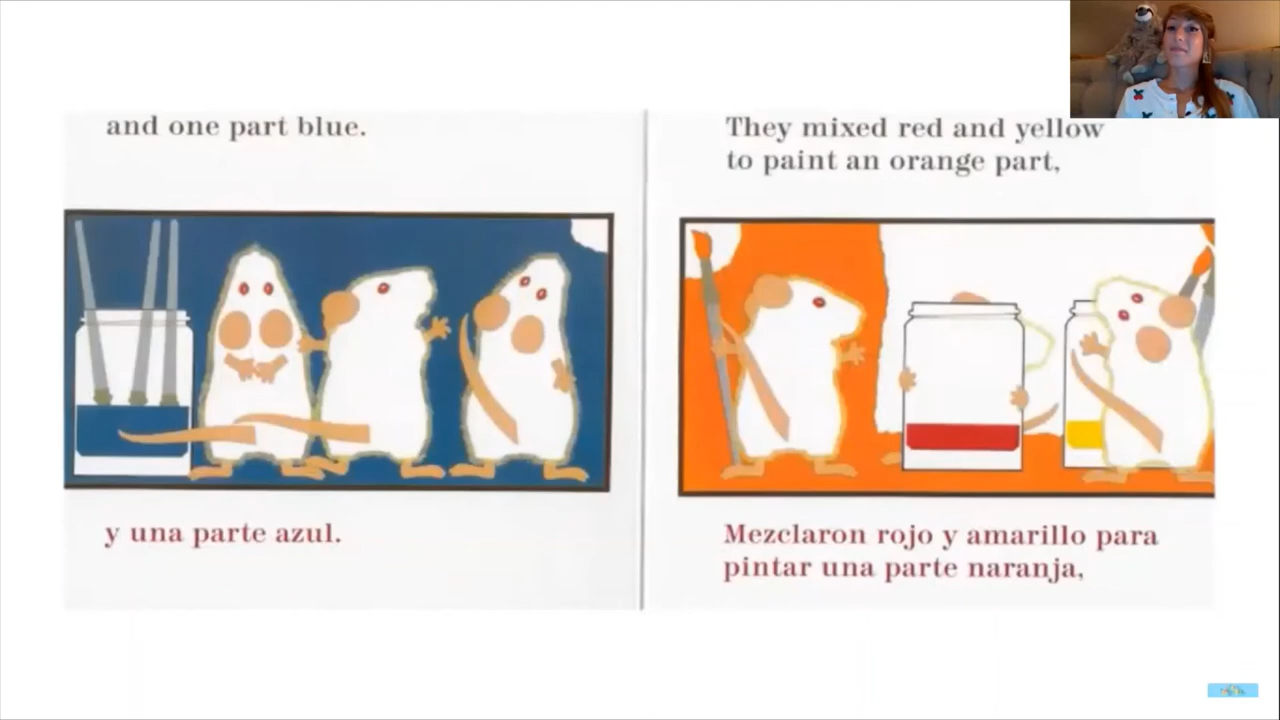 and one part blue.
y una parte azul.
They mixed red and yellow
to paint an orange part,
Mezclaron rojo y amarillo para
pintar una parte naranja,